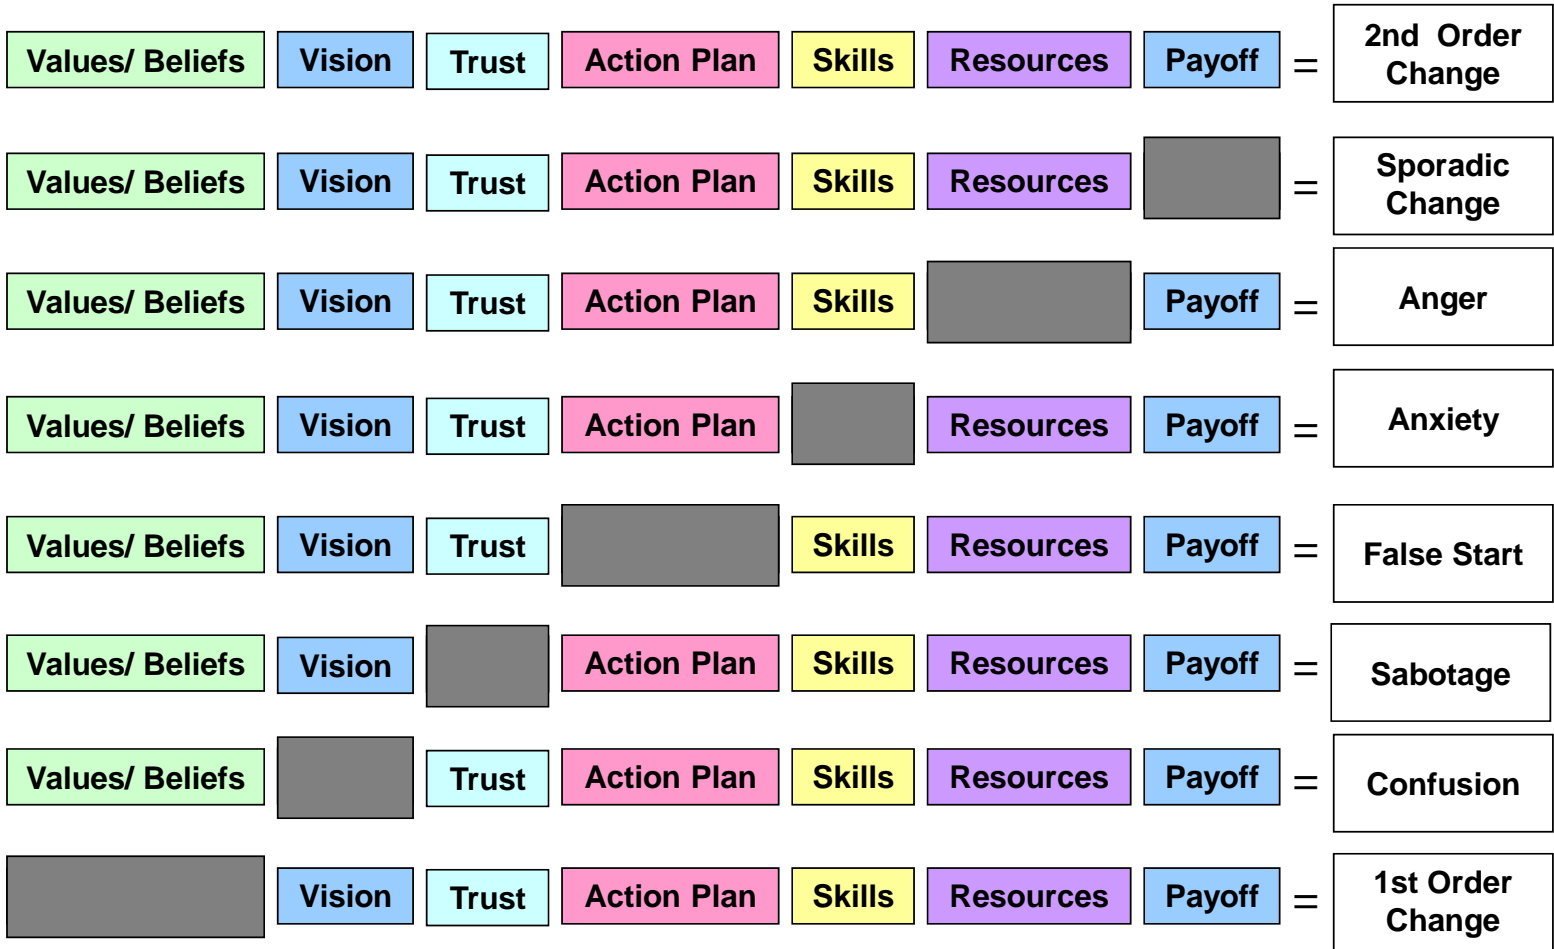 Values/ Beliefs Vision Trust Action Plan Skills Resources Payoff = 2nd Order
Change
Values/ Beliefs Vision Trust Action Plan Skills Resources = Sporadic
Change
Values/ Beliefs Vision Trust Action Plan Skills Payoff = Anger
Values/ Beliefs Vision Trust Action Plan Resources Payoff = Anxiety
Values/ Beliefs Vision Trust Skills Resources Payoff = False Start
Values/ Beliefs Vision Action Plan Skills Resources Payoff = Sabotage
Values/ Beliefs Trust Action Plan Skills Resources Payoff = Confusion
Vision Trust Action Plan Skills Resources Payoff = 1st Order
Change